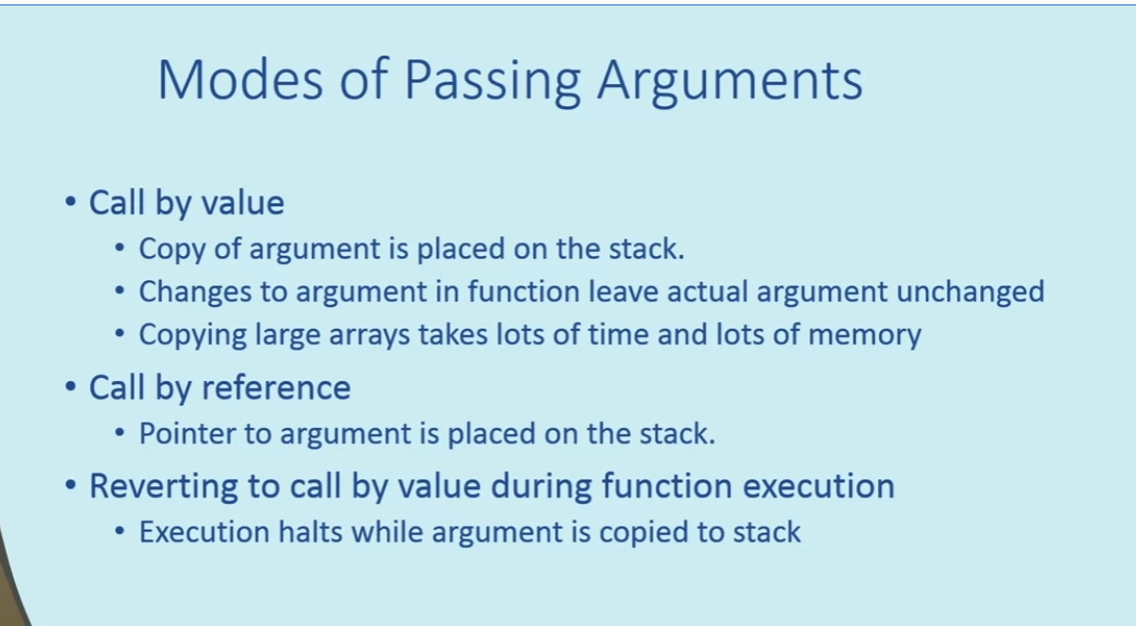 Modes of Passing Arguments
• Call by value
• Copy of argument is placed on the stack.
• Changes to argument in function leave actual argument unchanged
• Copying large arrays takes lots of time and lots of memory
• Call by reference
• Pointer to argument is placed on the stack.
• Reverting to call by value during function execution
• Execution halts while argument is copied to stack